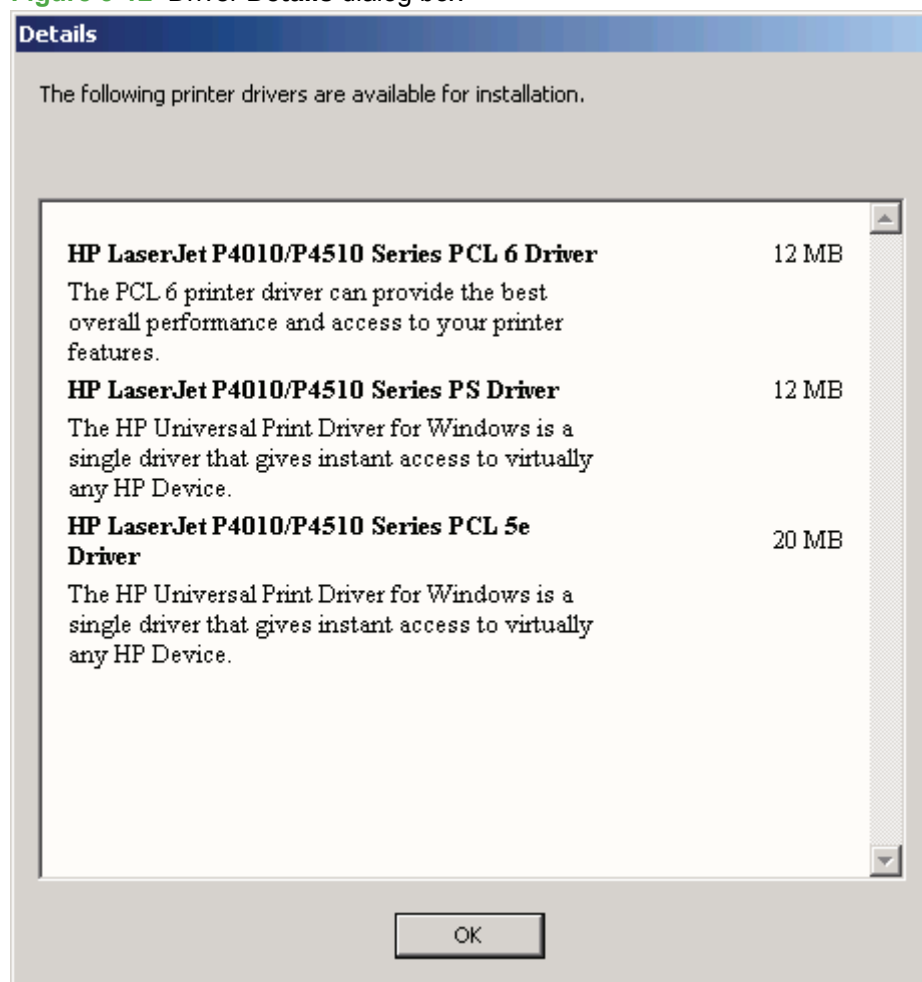 Details
The following printer drivers are available for installation.
HP LaserJet P4010/P4510 Series PCL 6 Driver 12 MB
The PCL 6 printer driver can provide the best
overall performance and access to your printer
features.
HP LaserJet P4010/P4510 Series PS Driver 12 MB
The HP Universal Print Driver for Windows is a
single driver that gives instant access to virtually
any HP Device.
HP LaserJet P4010/P4510 Series PCL 5e
Driver 20 MB
The HP Universal Print Driver for Windows is a
single driver that gives instant access to virtually
any HP Device.
OK